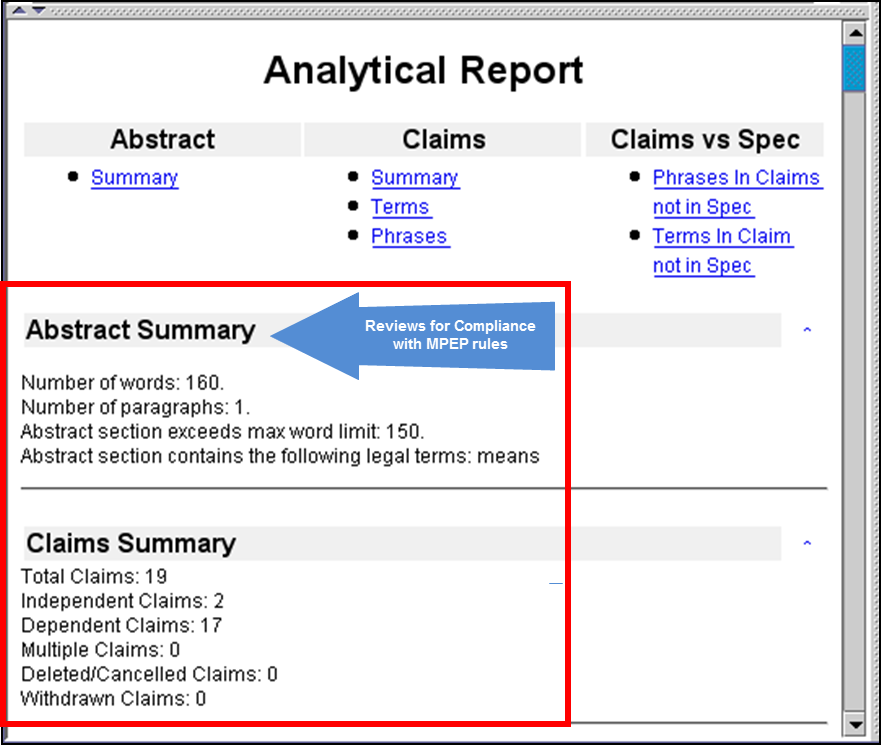 Analytical Report
Abstract
Claims
Claims vs Spec
Summary
Summary
Terms
Phrases
Phrases In Claims
not in Spec
Terms In Claim
not in Spec
Abstract Summary
Reviews for Compliance
with MPEP rules
^
Number of words: 160.
Number of paragraphs: 1.
Abstract section exceeds max word limit: 150.
Abstract section contains the following legal terms: means
Claims Summary
^
Total Claims: 19
Independent Claims: 2
Dependent Claims: 17
Multiple Claims: 0
Deleted/Cancelled Claims: 0
Withdrawn Claims: 0